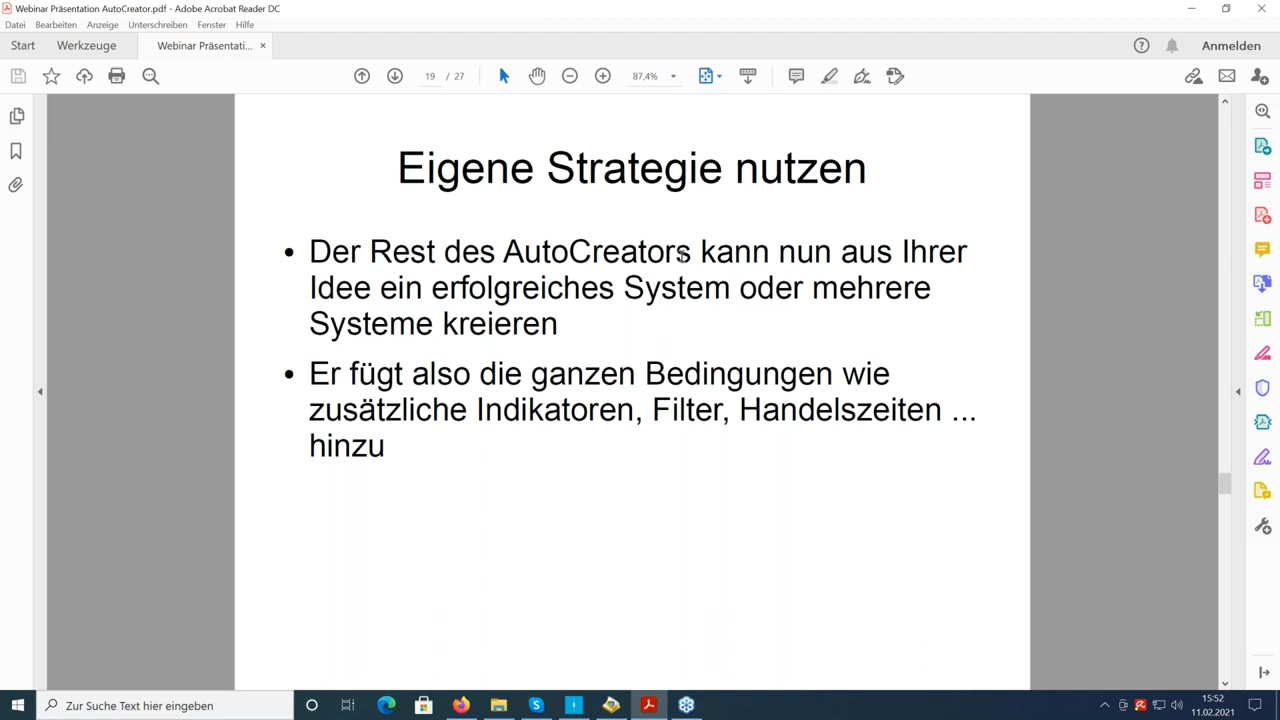 Webinar Präsentation AutoCreator.pdf - Adobe Acrobat Reader DC
Datei Bearbeiten Anzeige Unterschreiben Fenster Hilfe
Start Werkzeuge Webinar Präsentati... × Anmelden
19 / 27 87,4%
Eigene Strategie nutzen
• Der Rest des AutoCreators kann nun aus Ihrer
Idee ein erfolgreiches System oder mehrere
Systeme kreieren
• Er fügt also die ganzen Bedingungen wie
zusätzliche Indikatoren, Filter, Handelszeiten ...
hinzu
Zur Suche Text hier eingeben
15:52
11.02.2021